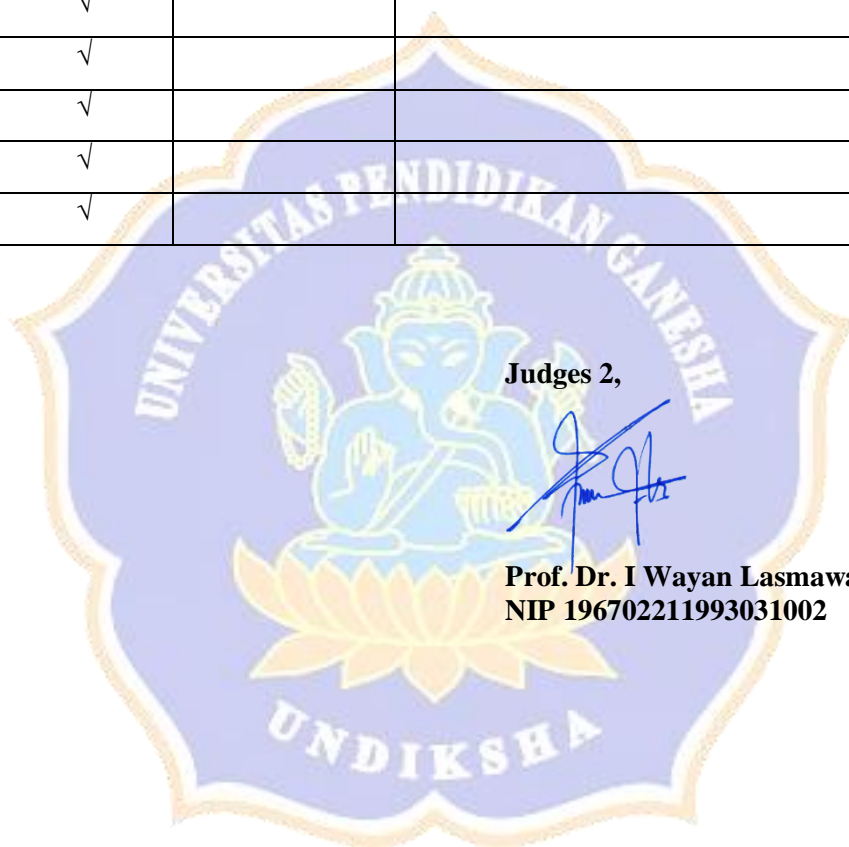 √
√
√
√
√
UNIVERSITAS PENDIDIKAN GANESHA
Judges 2,
Prof. Dr. I Wayan Lasmawa
NIP 196702211993031002
UNDIKSHA